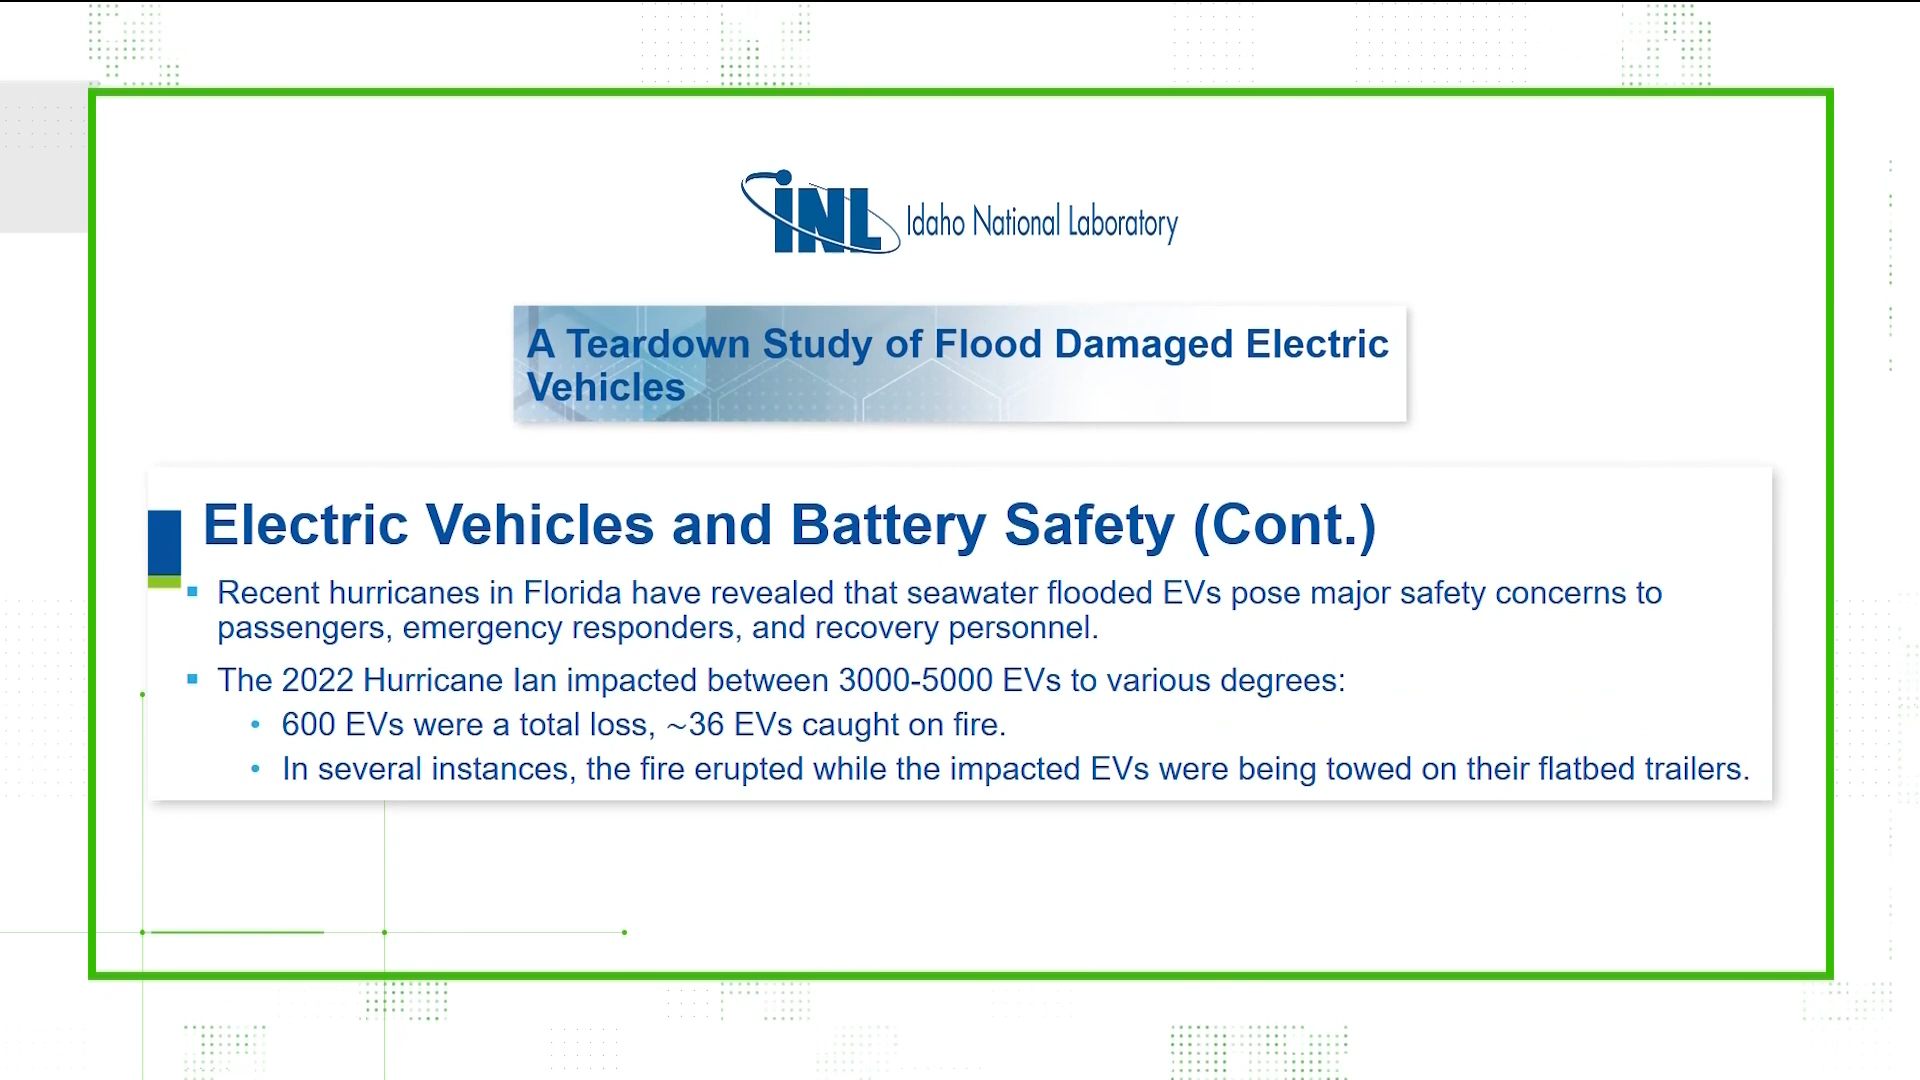 INL Idaho National Laboratory
A Teardown Study of Flood Damaged Electric
Vehicles
Electric Vehicles and Battery Safety (Cont.)
▪ Recent hurricanes in Florida have revealed that seawater flooded EVs pose major safety concerns to
passengers, emergency responders, and recovery personnel.
▪ The 2022 Hurricane Ian impacted between 3000-5000 EVs to various degrees:
• 600 EVs were a total loss, ~36 EVs caught on fire.
• In several instances, the fire erupted while the impacted EVs were being towed on their flatbed trailers.